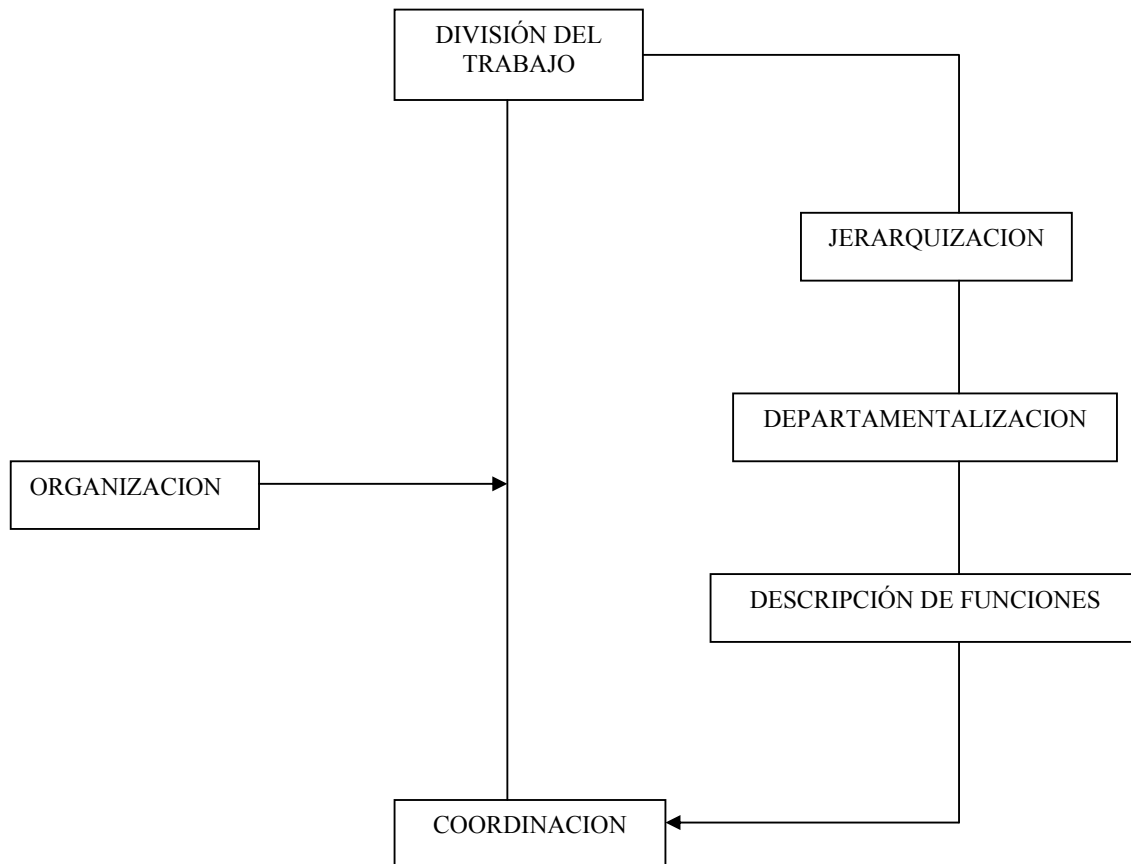 DIVISIÓN DEL
TRABAJO
JERARQUIZACION
DEPARTAMENTALIZACION
ORGANIZACION
DESCRIPCIÓN DE FUNCIONES
COORDINACION